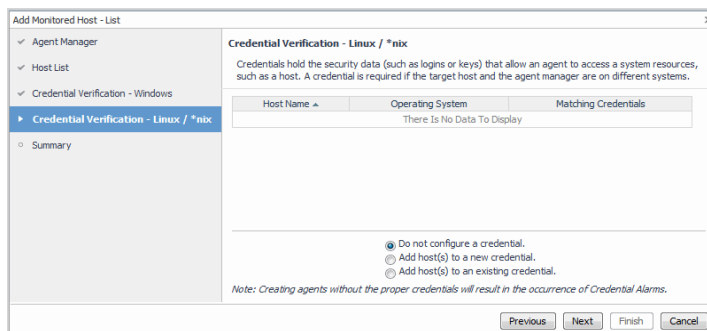 Add Monitored Host - List
Agent Manager
Host List
Credential Verification - Windows
Credential Verification - Linux / *nix
Summary
Credential Verification - Linux / *nix
Credentials hold the security data (such as logins or keys) that allow an agent to access a system resources,
such as a host. A credential is required if the target host and the agent manager are on different systems.
Host Name Operating System Matching Credentials
There Is No Data To Display
Do not configure a credential.
Add host(s) to a new credential.
Add host(s) to an existing credential.
Note: Creating agents without the proper credentials will result in the occurrence of Credential Alarms.
Previous Next Finish Cancel